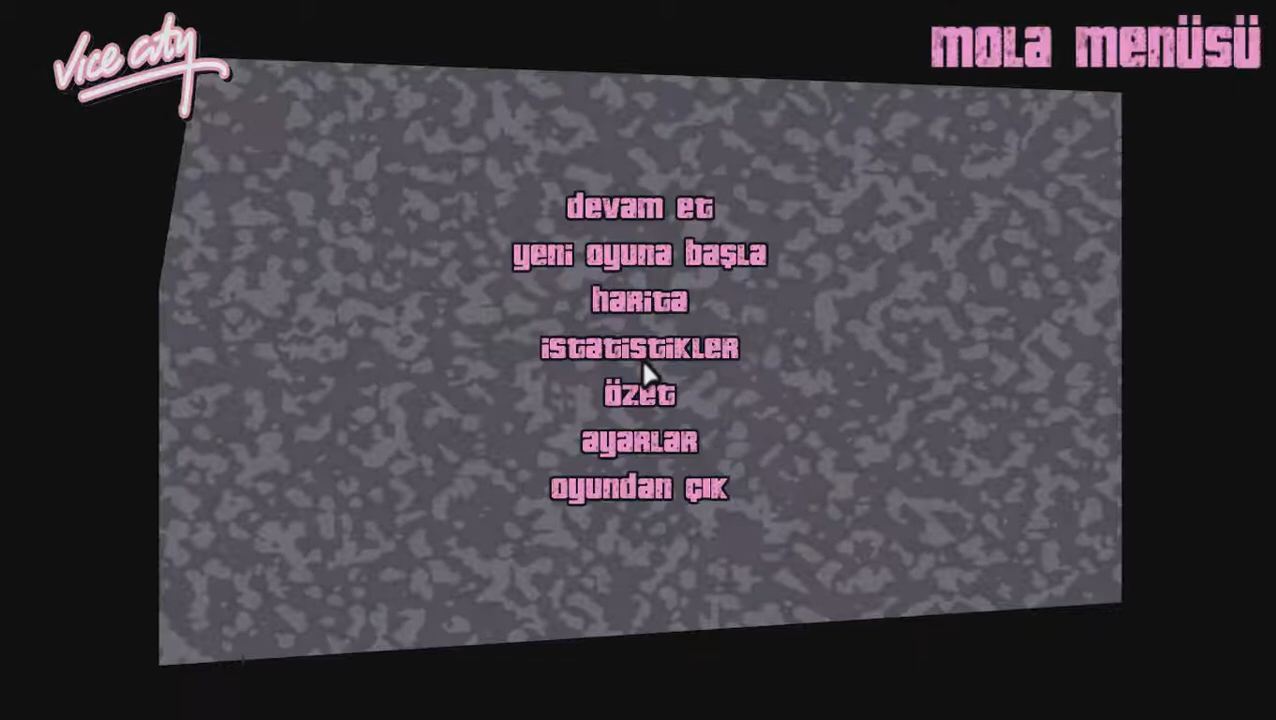 vice city
mola menüsü
devam et
yeni oyuna başla
harita
istatistikler
özet
ayarlar
oyundan çık